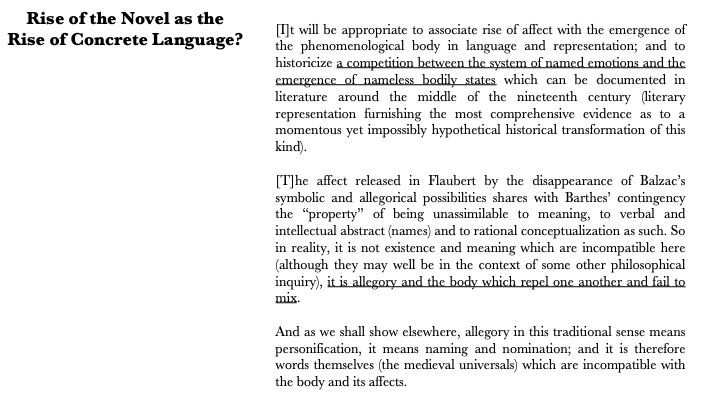 Rise of the Novel as the
Rise of Concrete Language?
[I]t will be appropriate to associate rise of affect with the emergence of
the phenomenological body in language and representation; and to
historicize a competition between the system of named emotions and the
emergence of nameless bodily states which can be documented in
literature around the middle of the nineteenth century (literary
representation furnishing the most comprehensive evidence as to a
momentous yet impossibly hypothetical historical transformation of this
kind).
[T]he affect released in Flaubert by the disappearance of Balzac’s
symbolic and allegorical possibilities shares with Barthes’ contingency
the “property” of being unassimilable to meaning, to verbal and
intellectual abstract (names) and to rational conceptualization as such. So
in reality, it is not existence and meaning which are incompatible here
(although they may well be in the context of some other philosophical
inquiry), it is allegory and the body which repel one another and fail to
mix.
And as we shall show elsewhere, allegory in this traditional sense means
personification, it means naming and nomination; and it is therefore
words themselves (the medieval universals) which are incompatible with
the body and its affects.